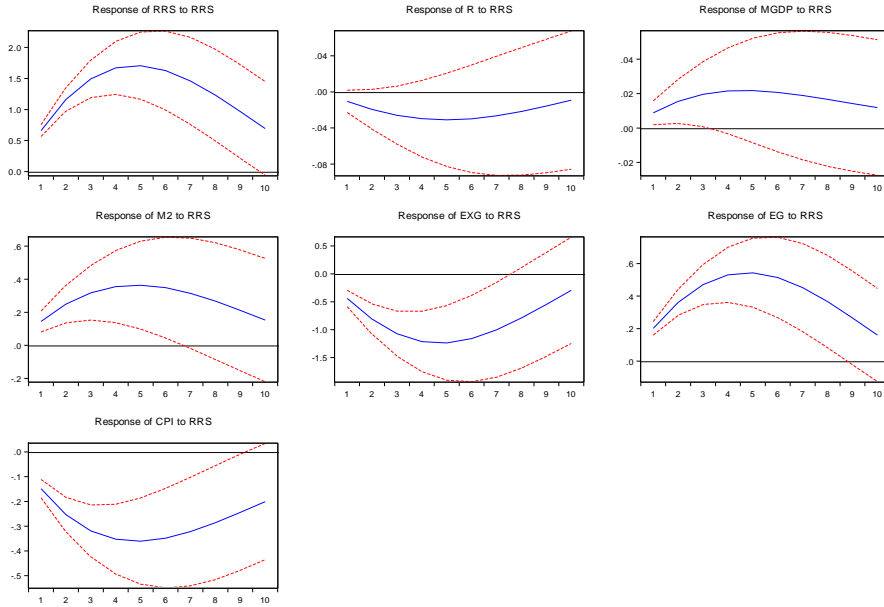 Response of RRS to RRS
2.0
1.5
1.0
0.5
0.0
1 2 3 4 5 6 7 8 9 10
Response of R to RRS
.04
.00
-.04
-.08
1 2 3 4 5 6 7 8 9 10
Response of MGDP to RRS
.04
.02
.00
-.02
1 2 3 4 5 6 7 8 9 10
Response of M2 to RRS
.6
.4
.2
.0
-.2
1 2 3 4 5 6 7 8 9 10
Response of EXG to RRS
0.5
0.0
-0.5
-1.0
-1.5
1 2 3 4 5 6 7 8 9 10
Response of EG to RRS
.6
.4
.2
.0
1 2 3 4 5 6 7 8 9 10
Response of CPI to RRS
.0
-.1
-.2
-.3
-.4
-.5
1 2 3 4 5 6 7 8 9 10